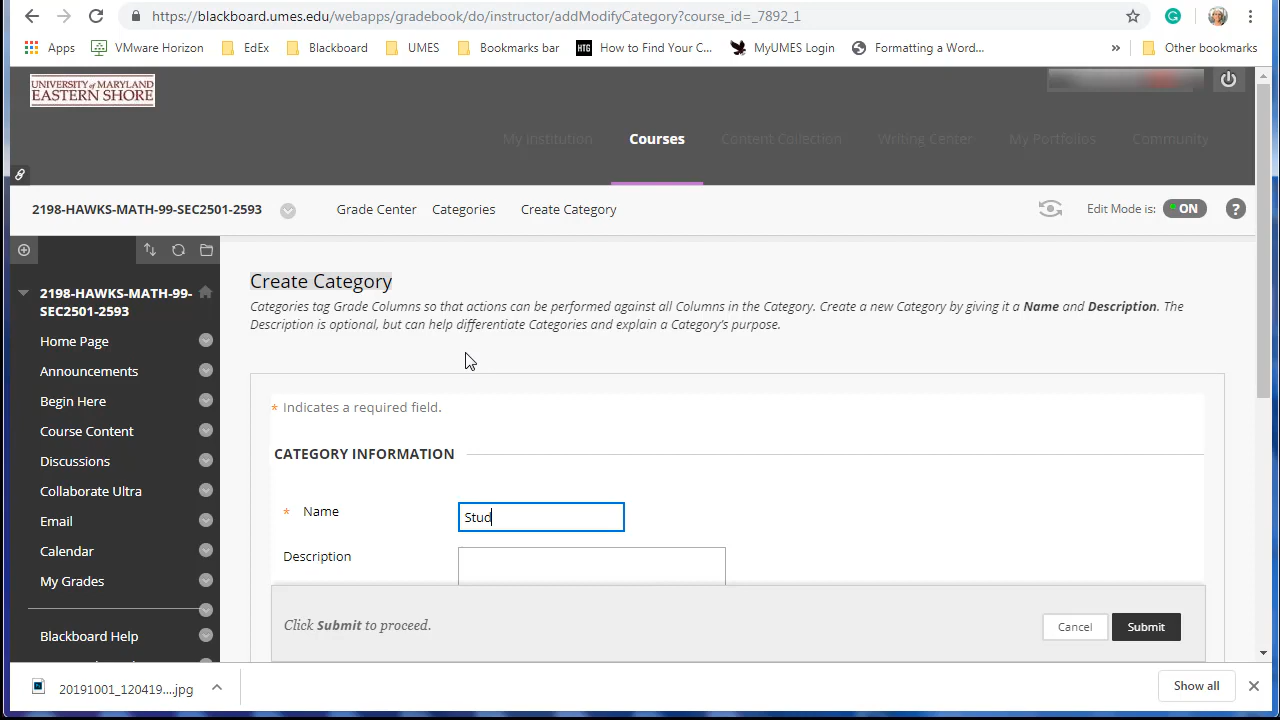 https://blackboard.umes.edu/webapps/gradebook/do/instructor/addModifyCategory?course_id=_7892_1
Apps VMware Horizon EdEx Blackboard UMES Bookmarks bar HTG How to Find Your C... MyUMES Login Formatting a Word... » Other bookmarks
UNIVERSITY of MARYLAND
EASTERN SHORE
My Institution Courses Content Collection Writing Center My Portfolios Community
2198-HAWKS-MATH-99-SEC2501-2593 Grade Center Categories Create Category Edit Mode is: ON ?
2198-HAWKS-MATH-99-
SEC2501-2593
Home Page
Announcements
Begin Here
Course Content
Discussions
Collaborate Ultra
Email
Calendar
My Grades
Blackboard Help
Create Category
Categories tag Grade Columns so that actions can be performed against all Columns in the Category. Create a new Category by giving it a Name and Description. The
Description is optional, but can help differentiate Categories and explain a Category's purpose.
* Indicates a required field.
CATEGORY INFORMATION
* Name Stud
Description
Click Submit to proceed. Cancel Submit
20191001_120419....jpg Show all